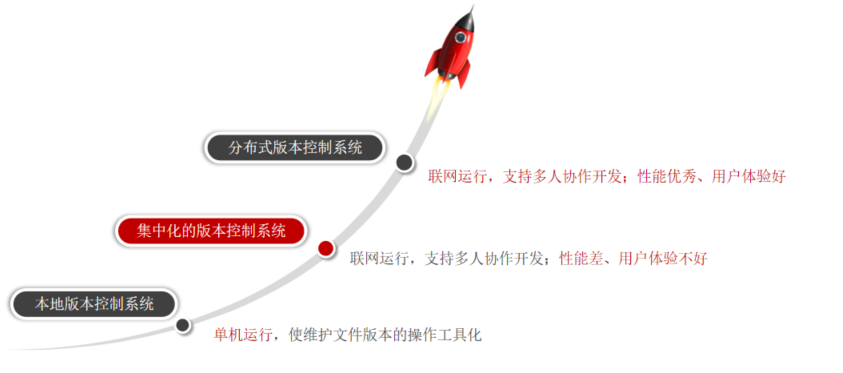 分布式版本控制系统
联网运行，支持多人协作开发；性能优秀、用户体验好
集中化的版本控制系统
联网运行，支持多人协作开发；性能差、用户体验不好
本地版本控制系统
单机运行，使维护文件版本的操作工具化